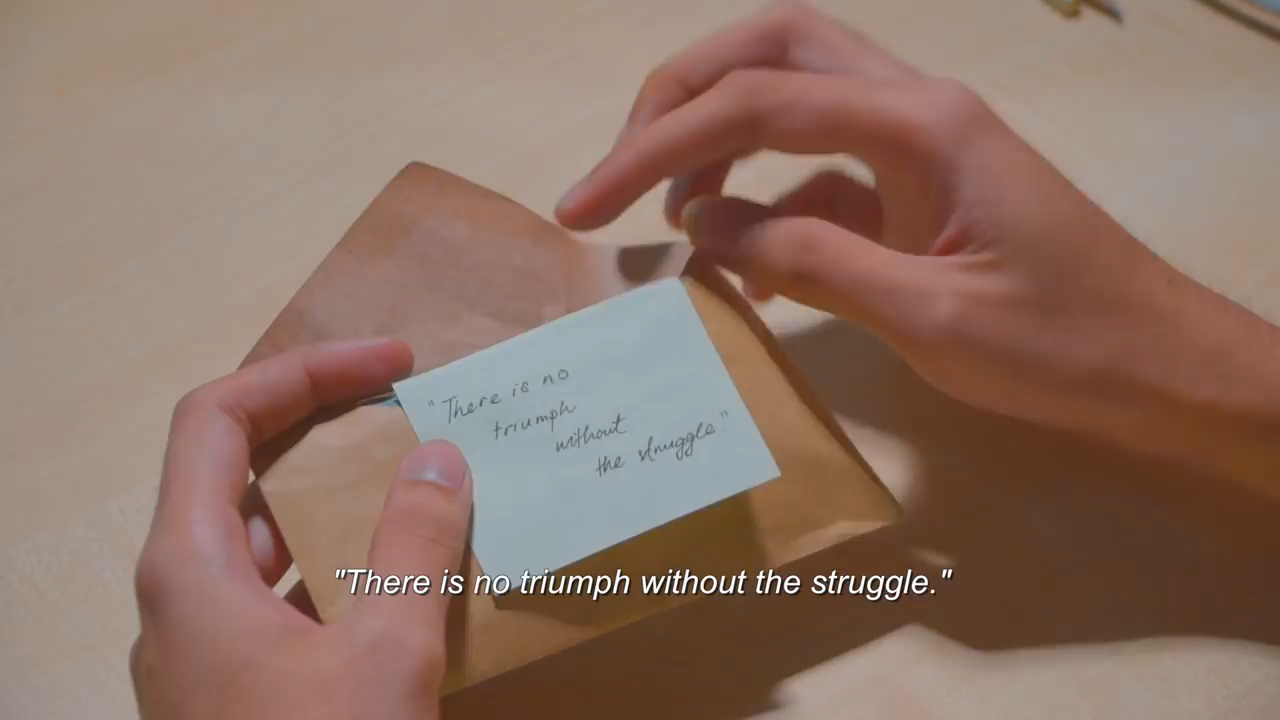 "There is no
triumph
without
the struggle."
"There is no triumph without the struggle."